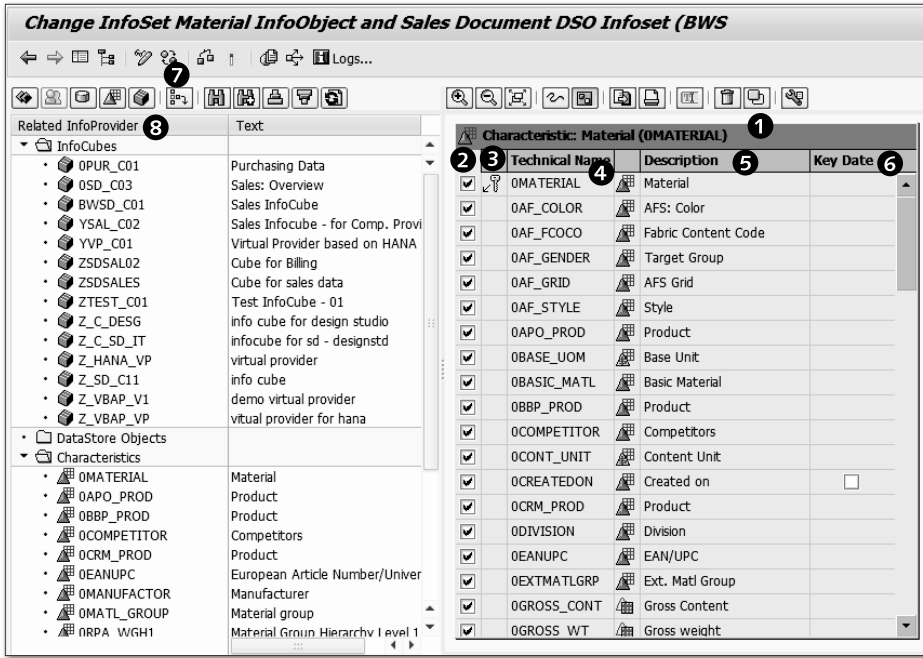 Change InfoSet Material InfoObject and Sales Document DSO Infoset (BWS
Logs...
7
Related InfoProvider 8 Text
InfoCubes
0PUR_C01 Purchasing Data
0SD_C03 Sales: Overview
BWSD_C01 Sales InfoCube
YSAL_C02 Sales Infocube - for Comp. Provi
YVP_C01 Virtual Provider based on HANA
ZSDSAL02 Cube for Billing
ZSDSALES Cube for sales data
ZTEST_C01 Test InfoCube - 01
Z_C_DESG info cube for design studio
Z_C_SD_IT infocube for sd - designstd
Z_HANA_VP virtual provider
Z_SD_C11 info cube
Z_VBAP_V1 demo virtual provider
Z_VBAP_VP vitual provider for hana
DataStore Objects
Characteristics
0MATERIAL Material
0APO_PROD Product
0BBP_PROD Product
0COMPETITOR Competitors
0CRM_PROD Product
0EANUPC European Article Number/Univer
0MANUFACTOR Manufacturer
0MATL_GROUP Material group
0RPA_WGH1 Material Group Hierarchy Level 1
Characteristic: Material (0MATERIAL) 1
2 3 Technical Name 4 Description 5 Key Date 6
0MATERIAL Material
0AF_COLOR AFS: Color
0AF_FCOCO Fabric Content Code
0AF_GENDER Target Group
0AF_GRID AFS Grid
0AF_STYLE Style
0APO_PROD Product
0BASE_UOM Base Unit
0BASIC_MATL Basic Material
0BBP_PROD Product
0COMPETITOR Competitors
0CONT_UNIT Content Unit
0CREATEDON Created on
0CRM_PROD Product
0DIVISION Division
0EANUPC EAN/UPC
0EXTMATLGRP Ext. Matl Group
0GROSS_CONT Gross Content
0GROSS_WT Gross weight